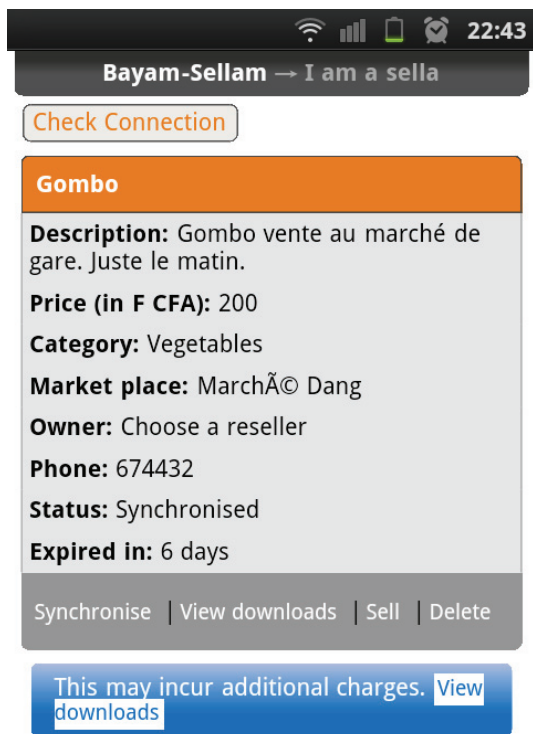 22:43
Bayam-Sellam → I am a sella
Check Connection
Gombo
Description: Gombo vente au marché de
gare. Juste le matin.
Price (in F CFA): 200
Category: Vegetables
Market place: MarchÃ© Dang
Owner: Choose a reseller
Phone: 674432
Status: Synchronised
Expired in: 6 days
Synchronise | View downloads | Sell | Delete
This may incur additional charges. View
downloads